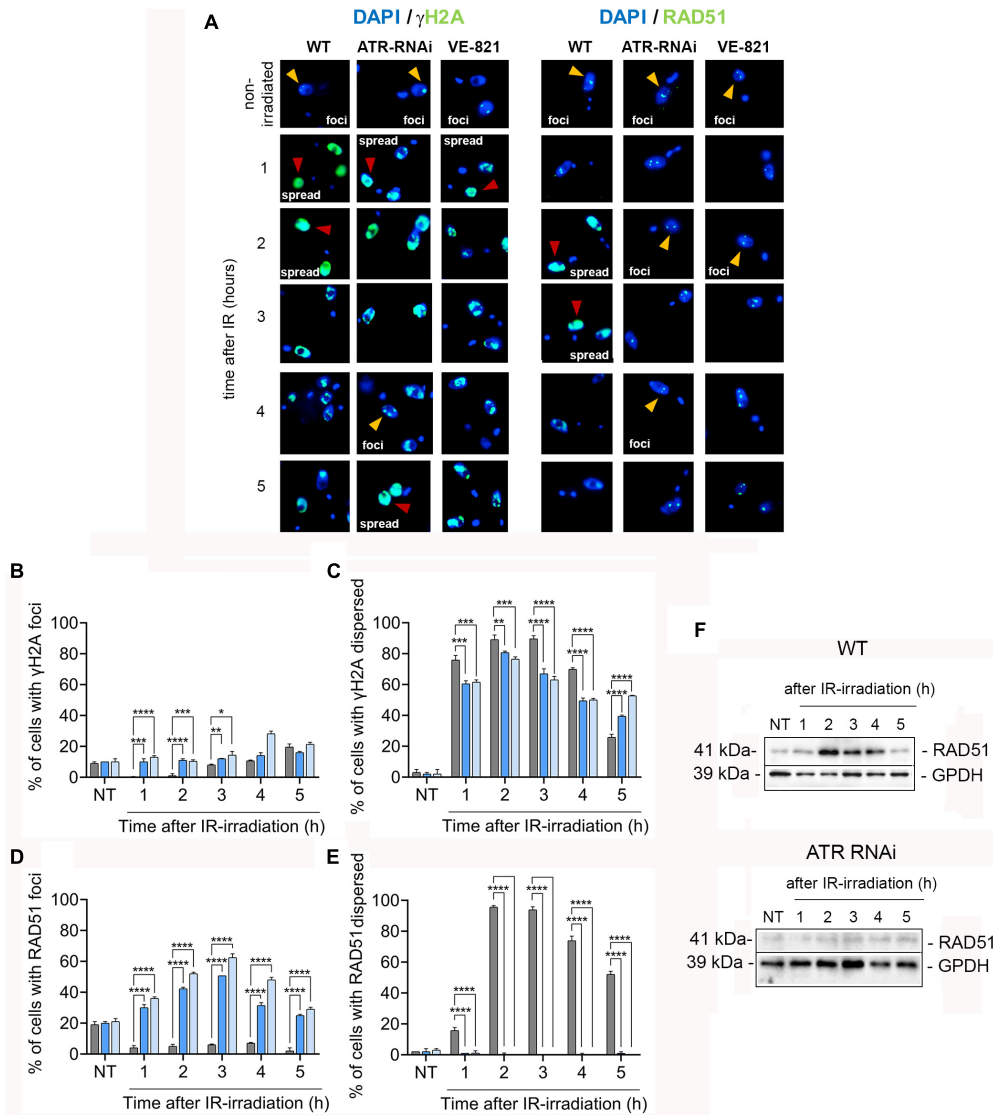 A
DAPI / γH2A
DAPI / RAD51
WT ATR-RNAi VE-821 WT ATR-RNAi VE-821
non-irradiated
foci foci foci foci foci foci
1
spread spread spread
2
spread spread foci foci
3
spread
4
foci foci
5
spread
time after IR (hours)
B
% of cells with γH2A foci
100
80
60
40
20
0
**** *** *
*** **** **
NT 1 2 3 4 5
Time after IR-irradiation (h)
C
% of cells with γH2A dispersed
100
80
60
40
20
0
*** *** **** **** ****
*** ** **** **** ****
NT 1 2 3 4 5
Time after IR-irradiation (h)
D
% of cells with RAD51 foci
100
80
60
40
20
0
**** **** **** **** ****
**** **** **** **** ****
NT 1 2 3 4 5
Time after IR-irradiation (h)
E
% of cells with RAD51 dispersed
100
80
60
40
20
0
**** **** **** **** ****
**** **** **** **** ****
NT 1 2 3 4 5
Time after IR-irradiation (h)
F
WT
after IR-irradiation (h)
NT 1 2 3 4 5
41 kDa- - RAD51
39 kDa - - GPDH
ATR RNAi
after IR-irradiation (h)
NT 1 2 3 4 5
41 kDa- - RAD51
39 kDa - - GPDH